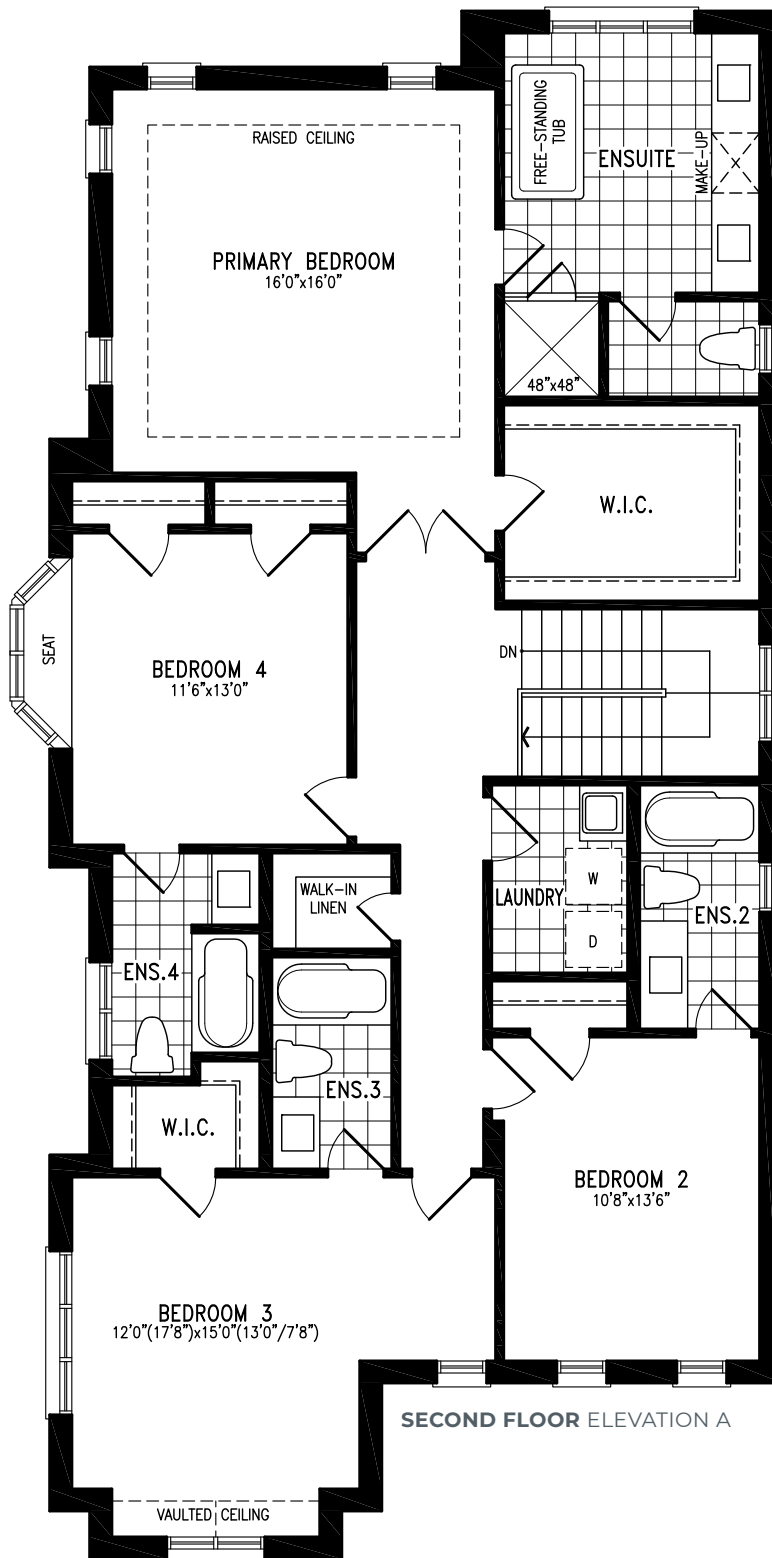 RAISED CEILING
PRIMARY BEDROOM
16'0"x16'0"
FREE-STANDING
TUB
ENSUITE
MAKE-UP
48"x48"
W.I.C.
SEAT
BEDROOM 4
11'6"x13'0"
DN
WALK-IN
LINEN
LAUNDRY
W
D
ENS.2
ENS.4
ENS.3
W.I.C.
BEDROOM 2
10'8"x13'6"
BEDROOM 3
12'0"(17'8")x15'0"(13'0"/7'8")
SECOND FLOOR ELEVATION A
VAULTED CEILING